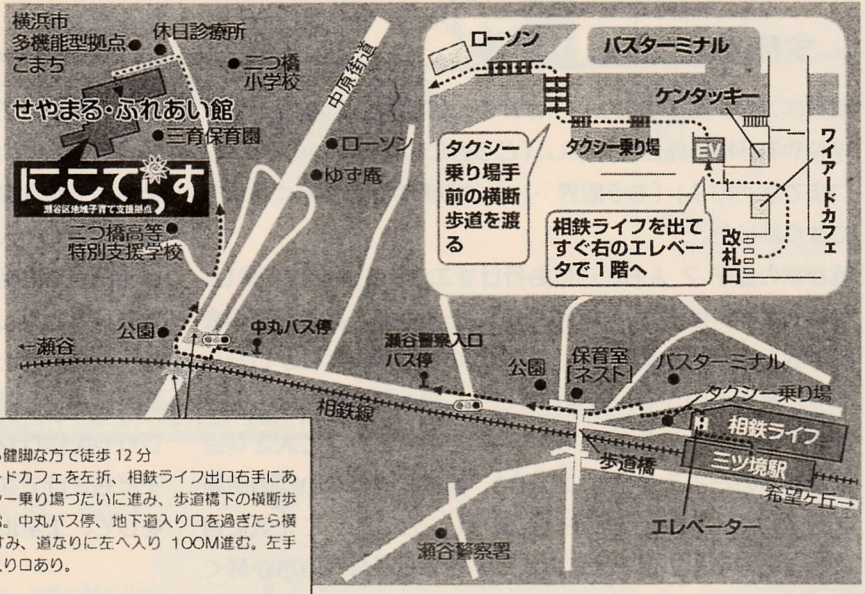 横浜市
多機能型拠点
こまち
休日診療所
二つ橋
小学校
中原街道
せやまる・ふれあい館
三育保育園
ローソン
ゆず庵
にこてらす
瀬谷区地域子育て支援拠点
二つ橋高等
特別支援学校
公園
中丸バス停
←瀬谷
瀬谷警察入口
バス停
公園
保育室
「ネスト」
バスターミナル
タクシー乗り場
相鉄線
相鉄ライフ
三ツ境駅
歩道橋
希望ヶ丘→
エレベーター
瀬谷警察署
ローソン
バスターミナル
ケンタッキー
タクシー
乗り場手
前の横断
歩道を渡
る
タクシー乗り場
EV
ワイアードカフェ
相鉄ライフを出て
すぐ右のエレベー
タで1階へ
改札口
健脚な方で徒歩 12 分
ードカフェを左折、相鉄ライフ出口右手にあ
シー乗り場づたいに進み、歩道橋下の横断歩
。中丸バス停、地下道入り口を過ぎたら横
すみ、道なりに左へ入り 100M進む。左手
入り口あり。